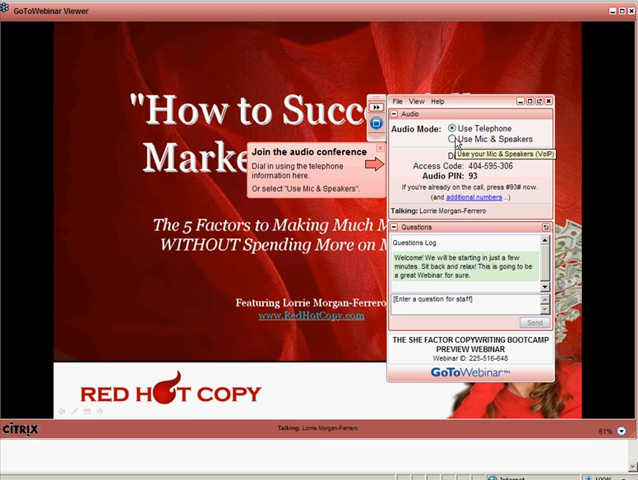 GoToWebinar Viewer
"How to Succ
Marke
The 5 Factors to Making Much M
WITHOUT Spending More on M
Featuring Lorrie Morgan-Ferrero
www.RedHotCopy.com
RED HOT COPY
Join the audio conference
Dial in using the telephone
information here.
Or select "Use Mic & Speakers".
File View Help
Audio
Audio Mode: Use Telephone
Use Mic & Speakers
Use your Mic & Speakers (VoIP)
Access Code: 404-595-306
Audio PIN: 93
If you're already on the call, press #93# now.
(and additional numbers ..)
Talking: Lorrie Morgan-Ferrero
Questions
Questions Log
Welcome! We will be starting in just a few
minutes. Sit back and relax! This is going to be
a great Webinar for sure.
[Enter a question for staff]
Send
THE SHE FACTOR COPYWRITING BOOTCAMP
PREVIEW WEBINAR
Webinar ID: 225-516-648
GoToWebinar™
CITRIX
Talking: Lorrie Morgan-Ferrero
61%
Internet
100%